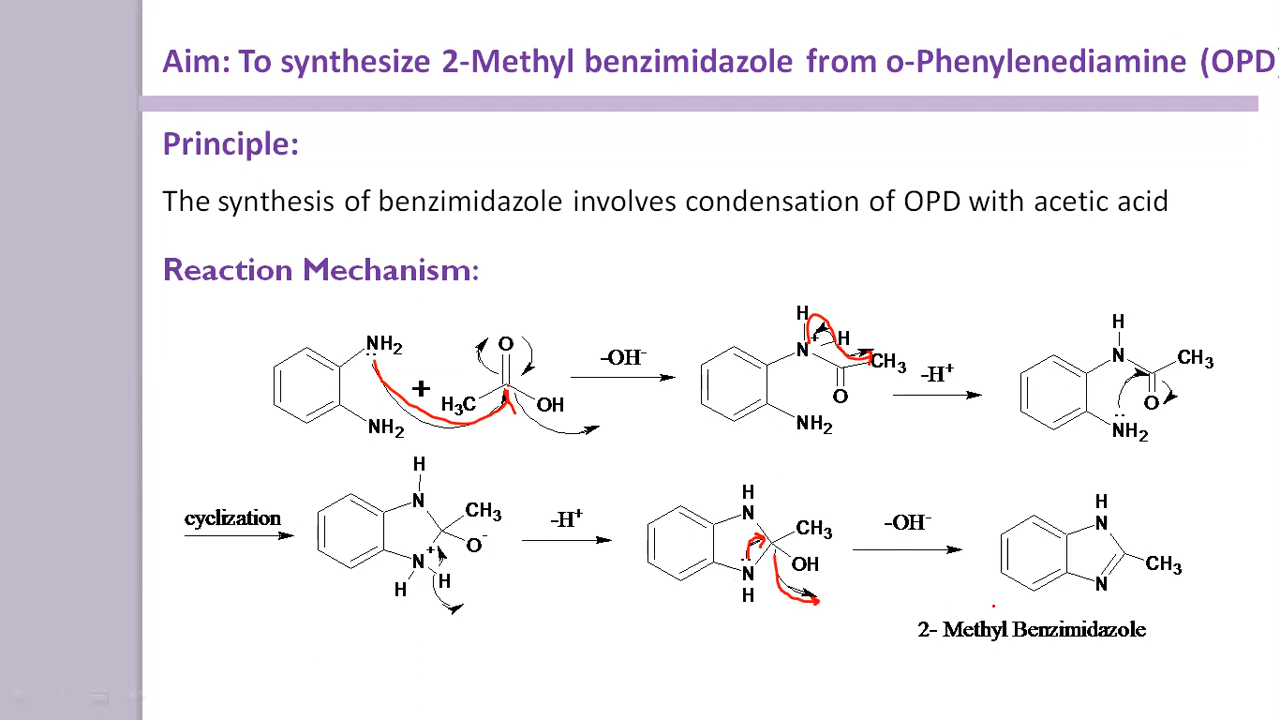 Aim: To synthesize 2-Methyl benzimidazole from o-Phenylenediamine (OPD)
Principle:
The synthesis of benzimidazole involves condensation of OPD with acetic acid
Reaction Mechanism:
NH2
NH2
+
O
H3C
OH
-OH-
H
N
+
H
CH3
O
NH2
-H+
H
N
CH3
O
NH2
cyclization
H
N
CH3
O-
N
+
H
H
-H+
H
N
CH3
OH
N
H
-OH-
H
N
CH3
N
2- Methyl Benzimidazole